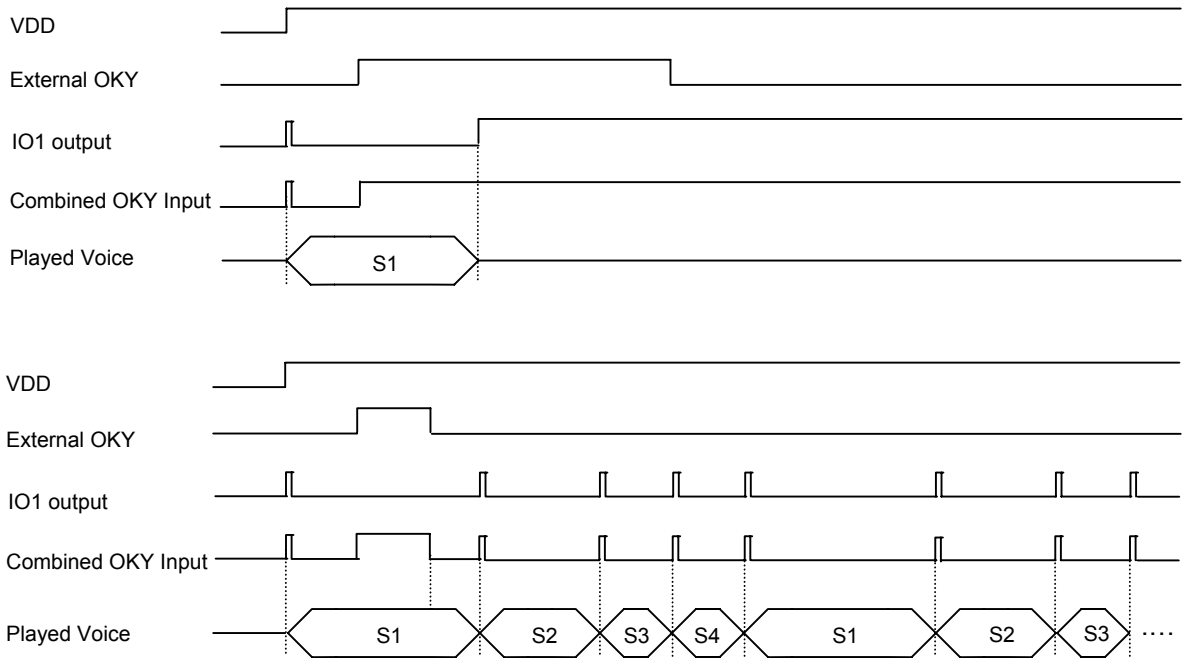 VDD
External OKY
IO1 output
Combined OKY Input
Played Voice
S1
VDD
External OKY
IO1 output
Combined OKY Input
Played Voice
S1 S2 S3 S4 S1 S2 S3 ....